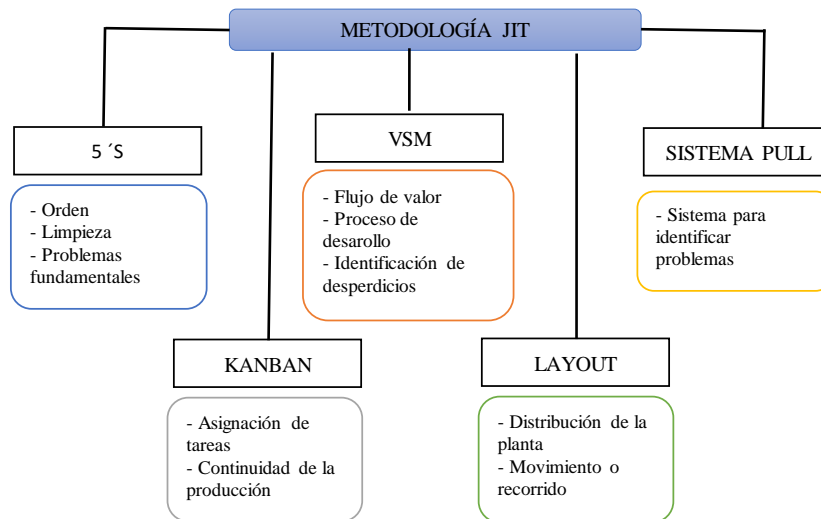 METODOLOGÍA JIT
5 ´S
- Orden
- Limpieza
- Problemas
fundamentales
VSM
- Flujo de valor
- Proceso de
desarollo
- Identificación de
desperdicios
SISTEMA PULL
- Sistema para
identificar
problemas
KANBAN
- Asignación de
tareas
- Continuidad de la
producción
LAYOUT
- Distribución de la
planta
- Movimiento o
recorrido